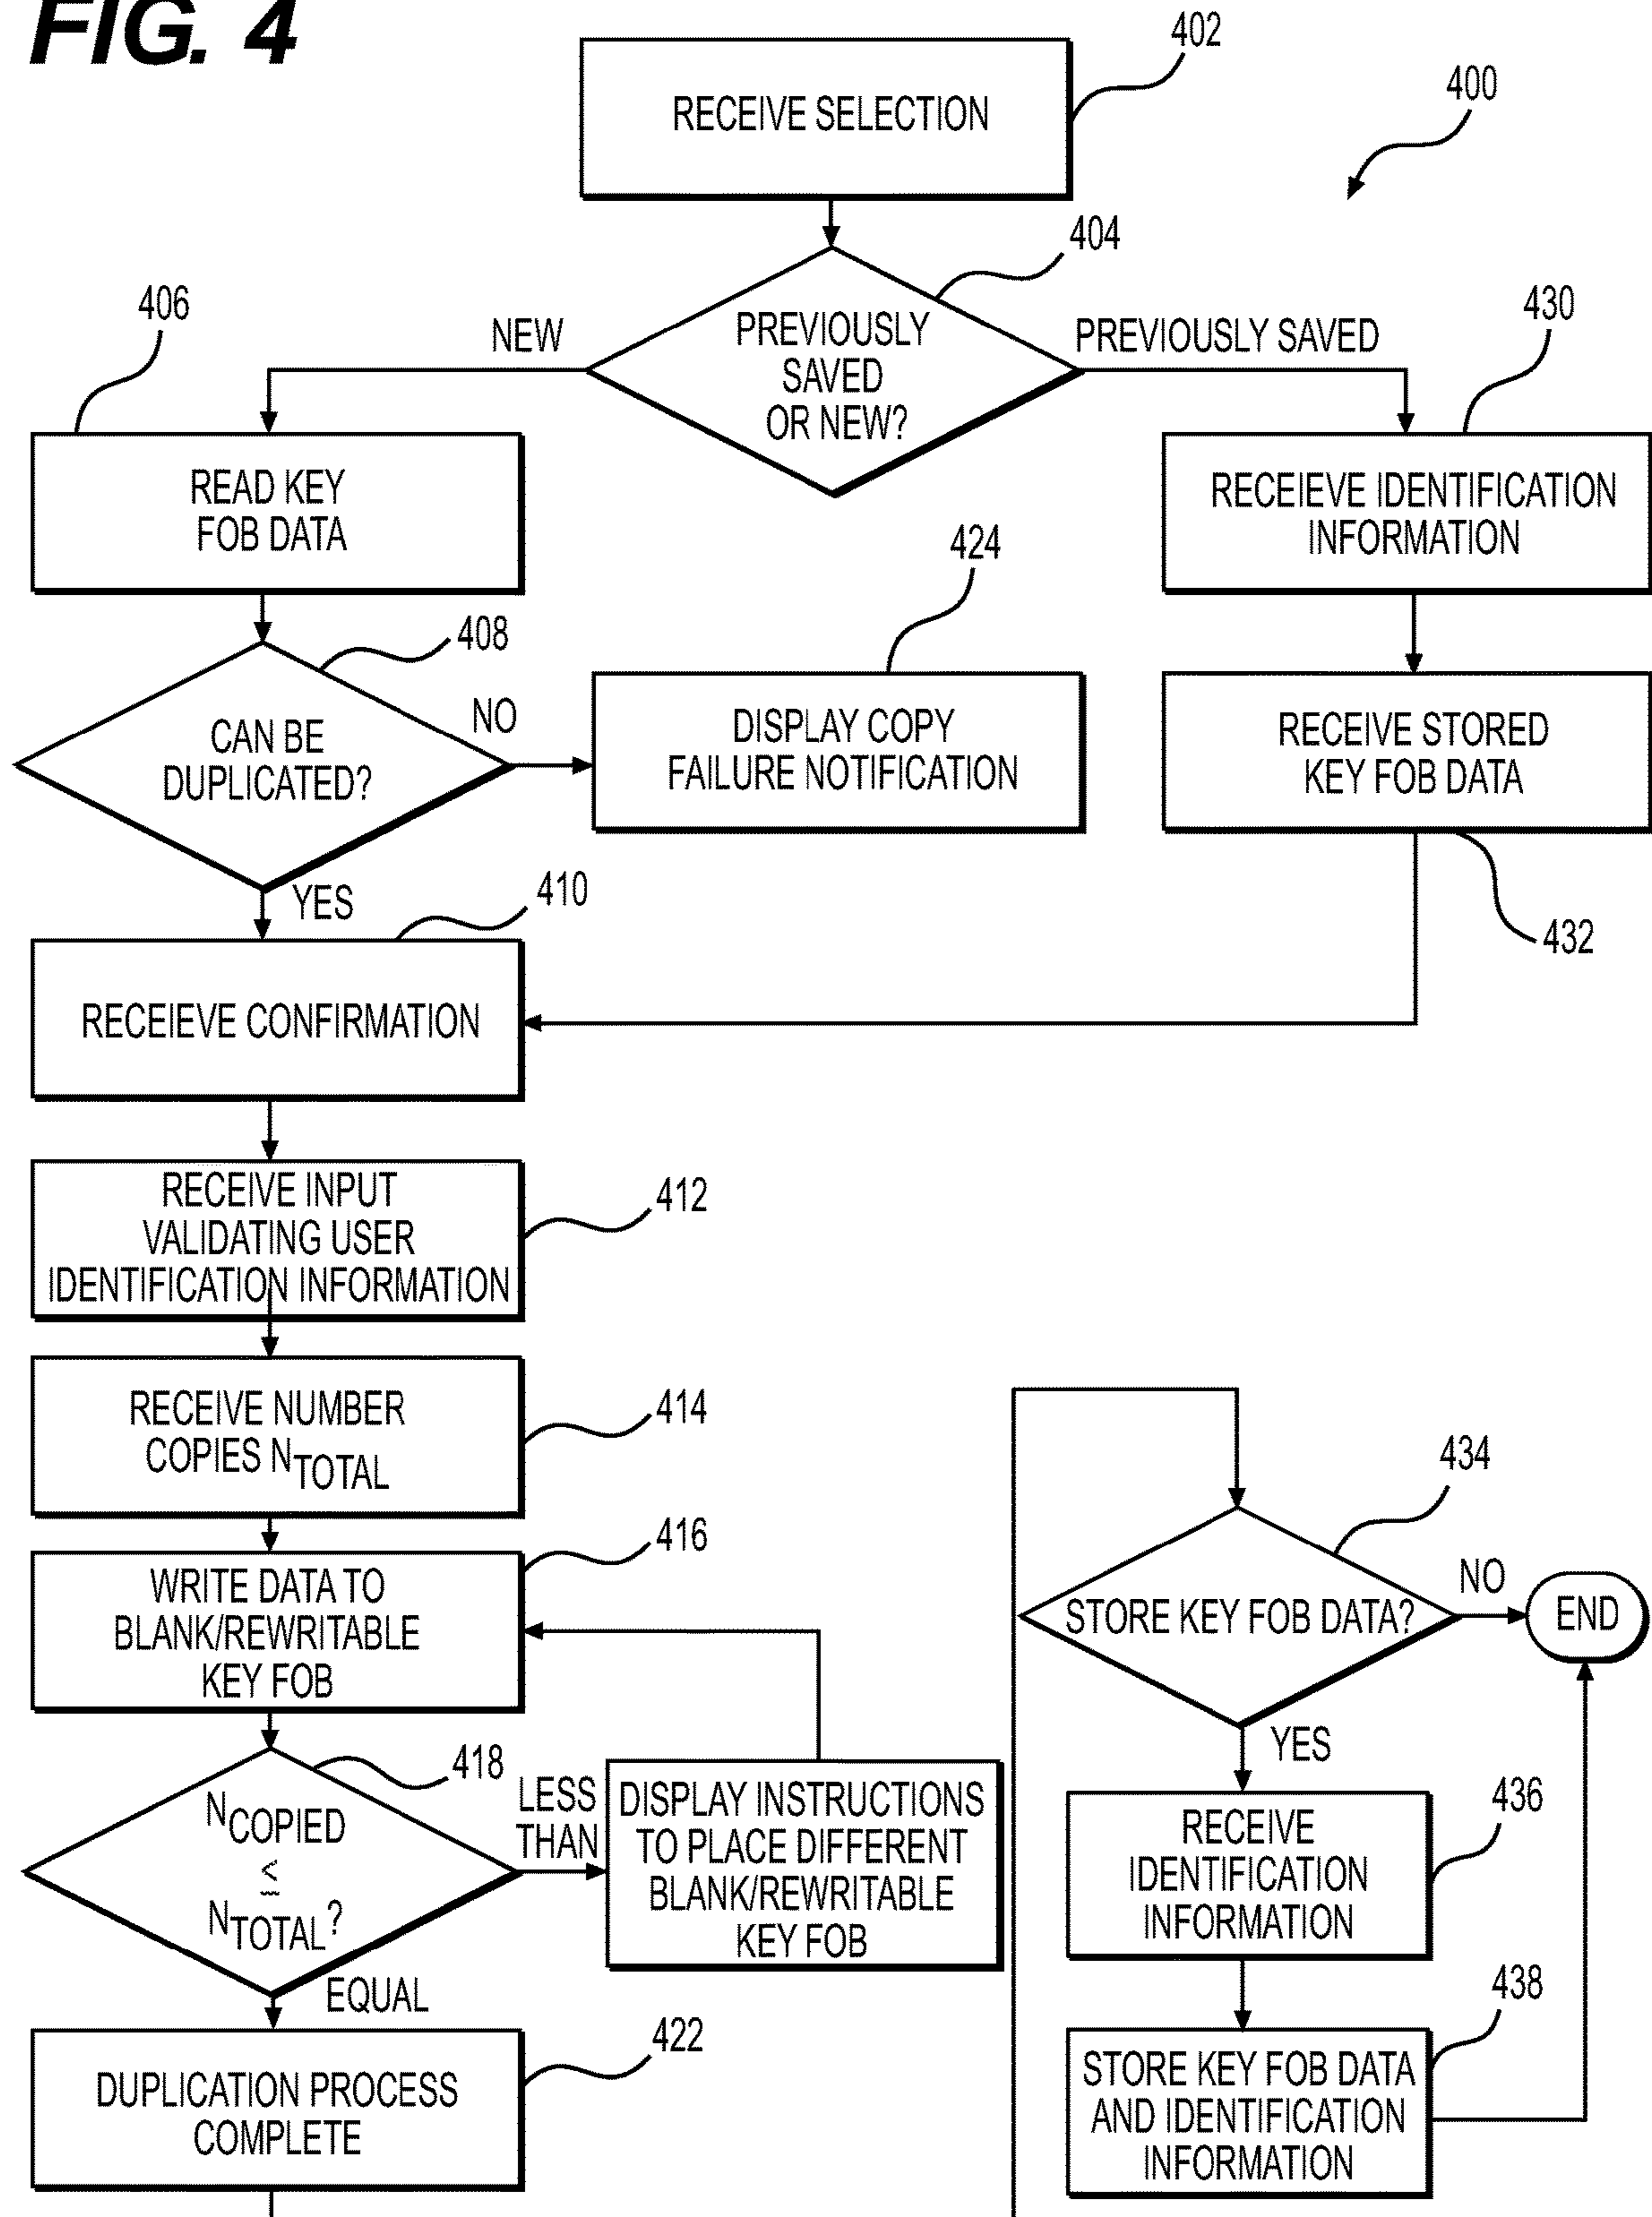 FIG. 4
402
RECEIVE SELECTION
400
404
406
NEW
PREVIOUSLY
SAVED
OR NEW?
PREVIOUSLY SAVED
430
READ KEY
FOB DATA
RECEIEVE IDENTIFICATION
INFORMATION
424
408
CAN BE
DUPLICATED?
NO
DISPLAY COPY
FAILURE NOTIFICATION
RECEIVE STORED
KEY FOB DATA
YES
410
432
RECEIEVE CONFIRMATION
RECEIVE INPUT
VALIDATING USER
IDENTIFICATION INFORMATION
412
RECEIVE NUMBER
COPIES NTOTAL
414
434
416
WRITE DATA TO
BLANK/REWRITABLE
KEY FOB
STORE KEY FOB DATA?
NO
END
YES
418
NCOPIED
≤
NTOTAL?
LESS
THAN
DISPLAY INSTRUCTIONS
TO PLACE DIFFERENT
BLANK/REWRITABLE
KEY FOB
RECEIVE
IDENTIFICATION
INFORMATION
436
EQUAL
438
422
DUPLICATION PROCESS
COMPLETE
STORE KEY FOB DATA
AND IDENTIFICATION
INFORMATION